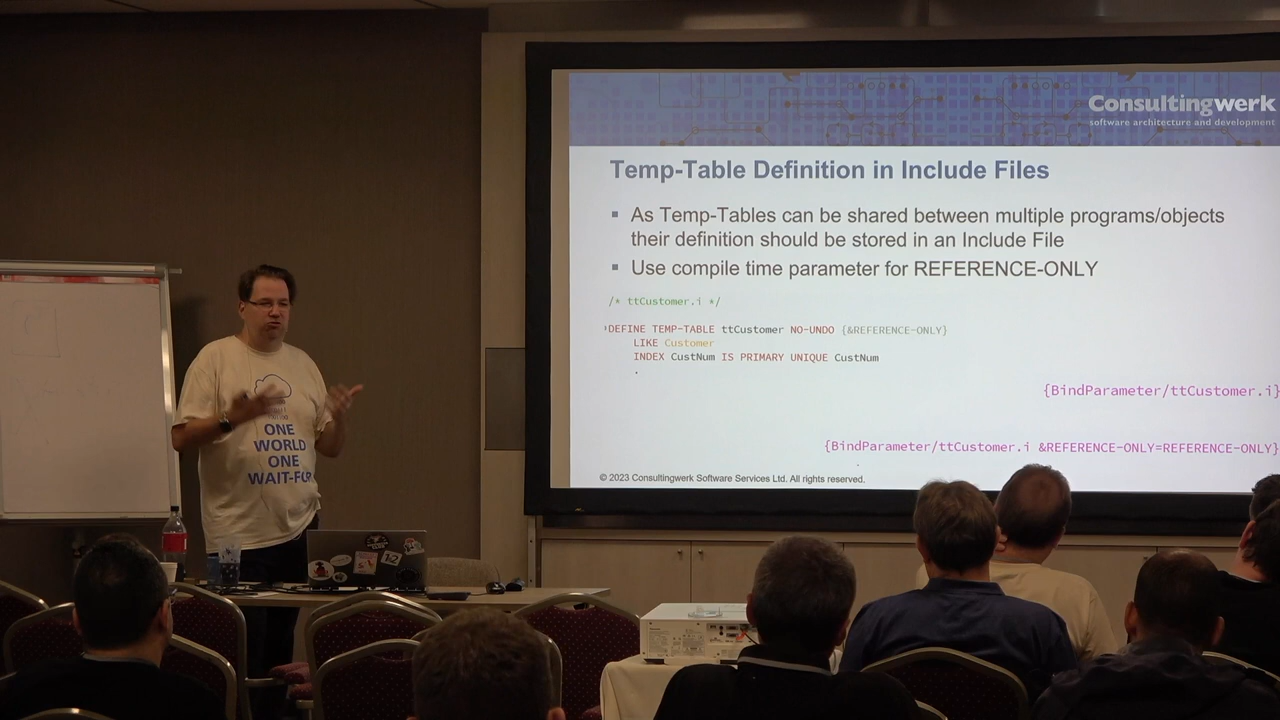 Consultingwerk
software architecture and development
Temp-Table Definition in Include Files
▪ As Temp-Tables can be shared between multiple programs/objects
their definition should be stored in an Include File
▪ Use compile time parameter for REFERENCE-ONLY
/* ttCustomer.i */
DEFINE TEMP-TABLE ttCustomer NO-UNDO {&REFERENCE-ONLY}
LIKE Customer
INDEX CustNum IS PRIMARY UNIQUE CustNum
.
{BindParameter/ttCustomer.i}
{BindParameter/ttCustomer.i &REFERENCE-ONLY=REFERENCE-ONLY}
© 2023 Consultingwerk Software Services Ltd. All rights reserved.
ONE
WORLD
ONE
WAIT-FOR